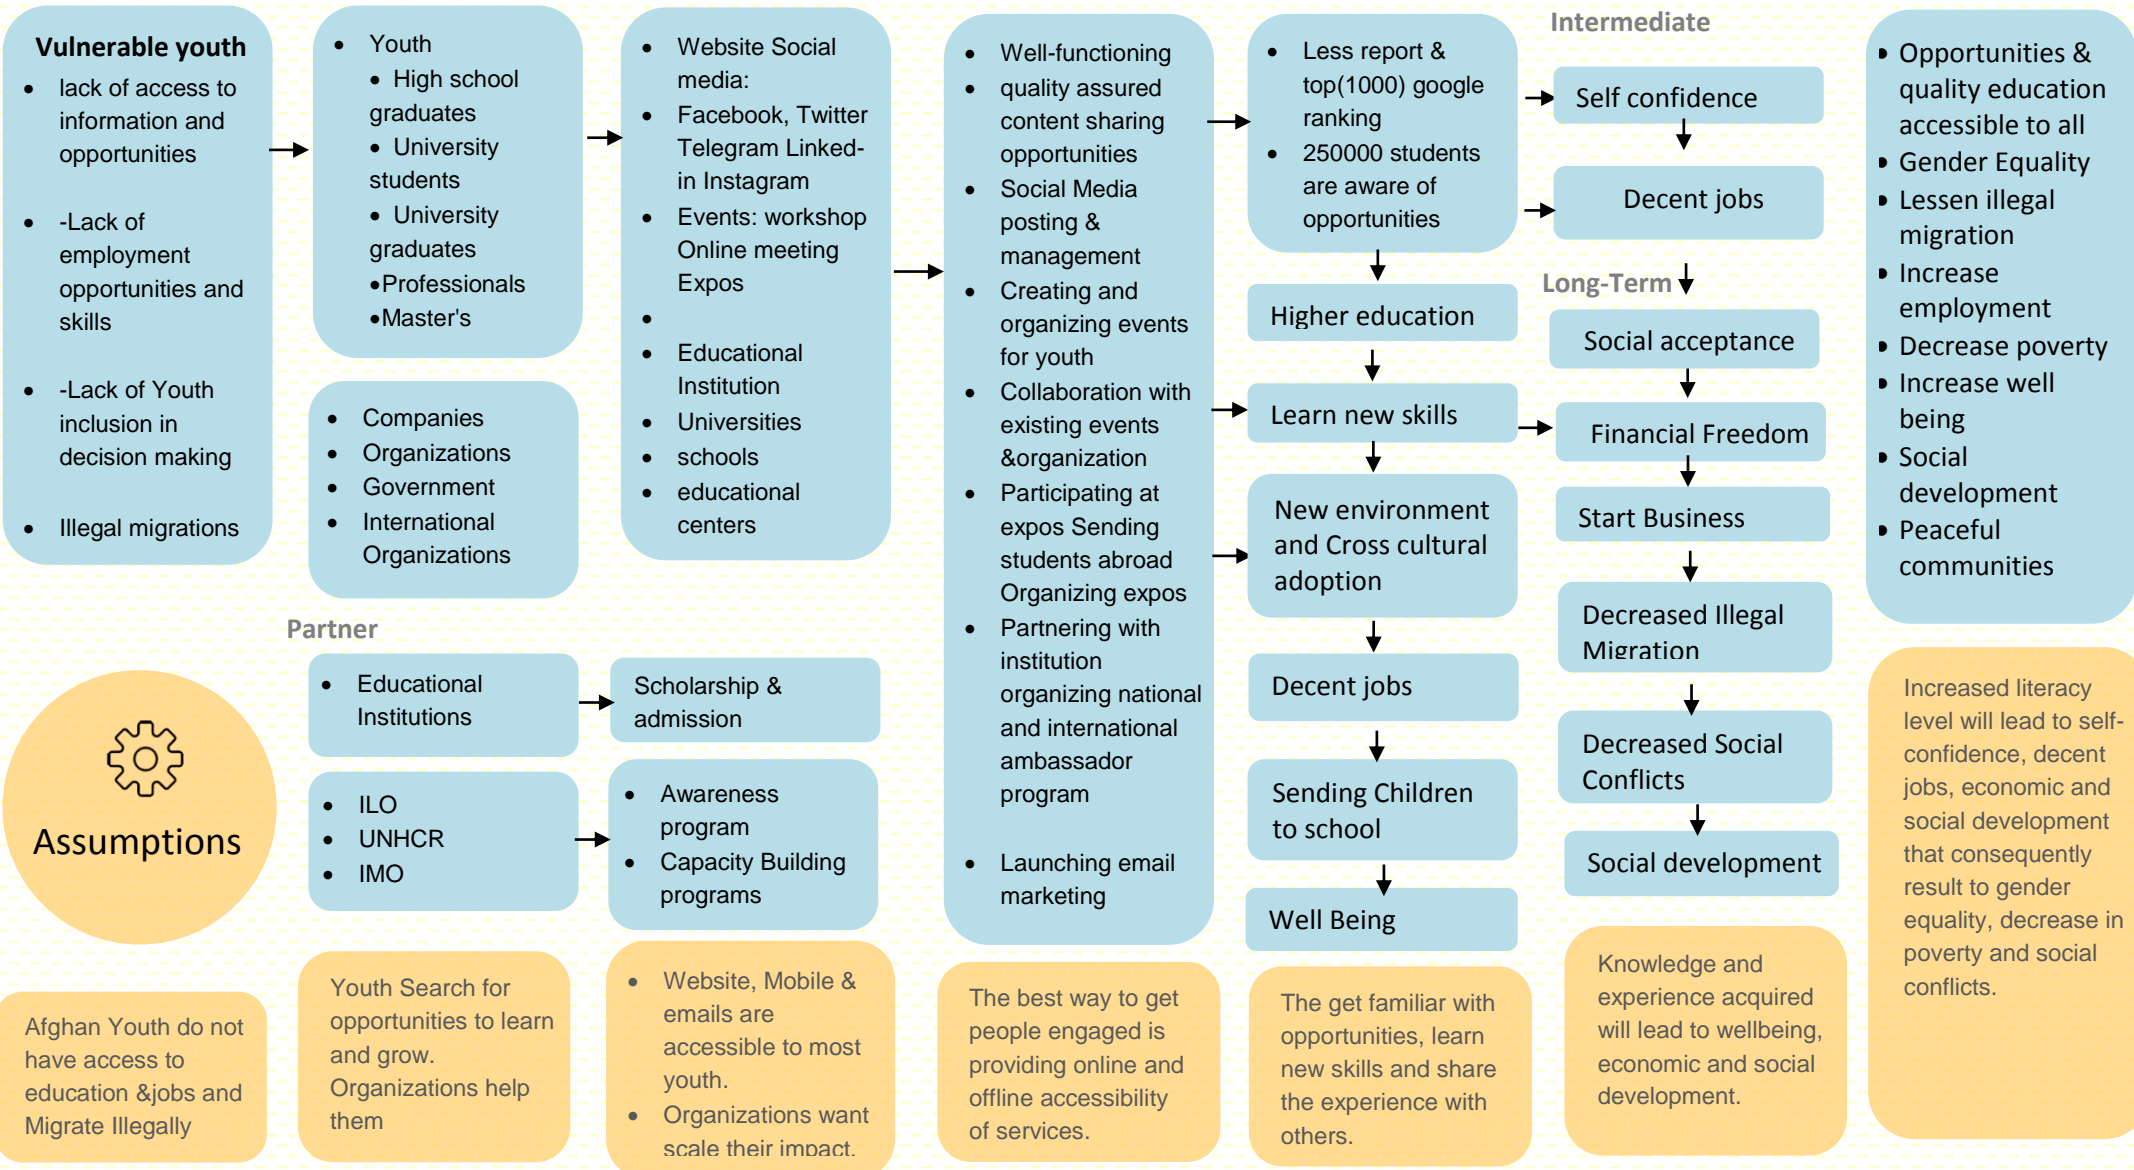 Vulnerable youth
• lack of access to
information and
opportunities
• -Lack of
employment
opportunities and
skills
• -Lack of Youth
inclusion in
decision making
• Illegal migrations
• Youth
• High school
graduates
• University
students
• University
graduates
•Professionals
•Master's
• Companies
• Organizations
• Government
• International
Organizations
• Website Social
media:
• Facebook, Twitter
Telegram Linked-
in Instagram
• Events: workshop
Online meeting
Expos
•
• Educational
Institution
• Universities
• schools
• educational
centers
Partner
• Educational
Institutions
Scholarship &
admission
• ILO
• UNHCR
• IMO
• Awareness
program
• Capacity Building
programs
• Well-functioning
• quality assured
content sharing
opportunities
• Social Media
posting &
management
• Creating and
organizing events
for youth
• Collaboration with
existing events
&organization
• Participating at
expos Sending
students abroad
Organizing expos
• Partnering with
institution
organizing national
and international
ambassador
program
• Launching email
marketing
• Less report &
top(1000) google
ranking
• 250000 students
are aware of
opportunities
Higher education
Learn new skills
New environment
and Cross cultural
adoption
Decent jobs
Sending Children
to school
Well Being
Intermediate
Self confidence
Decent jobs
Long-Term
Social acceptance
Financial Freedom
Start Business
Decreased Illegal
Migration
Decreased Social
Conflicts
Social development
• Opportunities &
quality education
accessible to all
• Gender Equality
• Lessen illegal
migration
• Increase
employment
• Decrease poverty
• Increase well
being
• Social
development
• Peaceful
communities
Assumptions
Afghan Youth do not
have access to
education &jobs and
Migrate Illegally
Youth Search for
opportunities to learn
and grow.
Organizations help
them
• Website, Mobile &
emails are
accessible to most
youth.
• Organizations want
scale their impact.
The best way to get
people engaged is
providing online and
offline accessibility
of services.
The get familiar with
opportunities, learn
new skills and share
the experience with
others.
Knowledge and
experience acquired
will lead to wellbeing,
economic and social
development.
Increased literacy
level will lead to self-
confidence, decent
jobs, economic and
social development
that consequently
result to gender
equality, decrease in
poverty and social
conflicts.